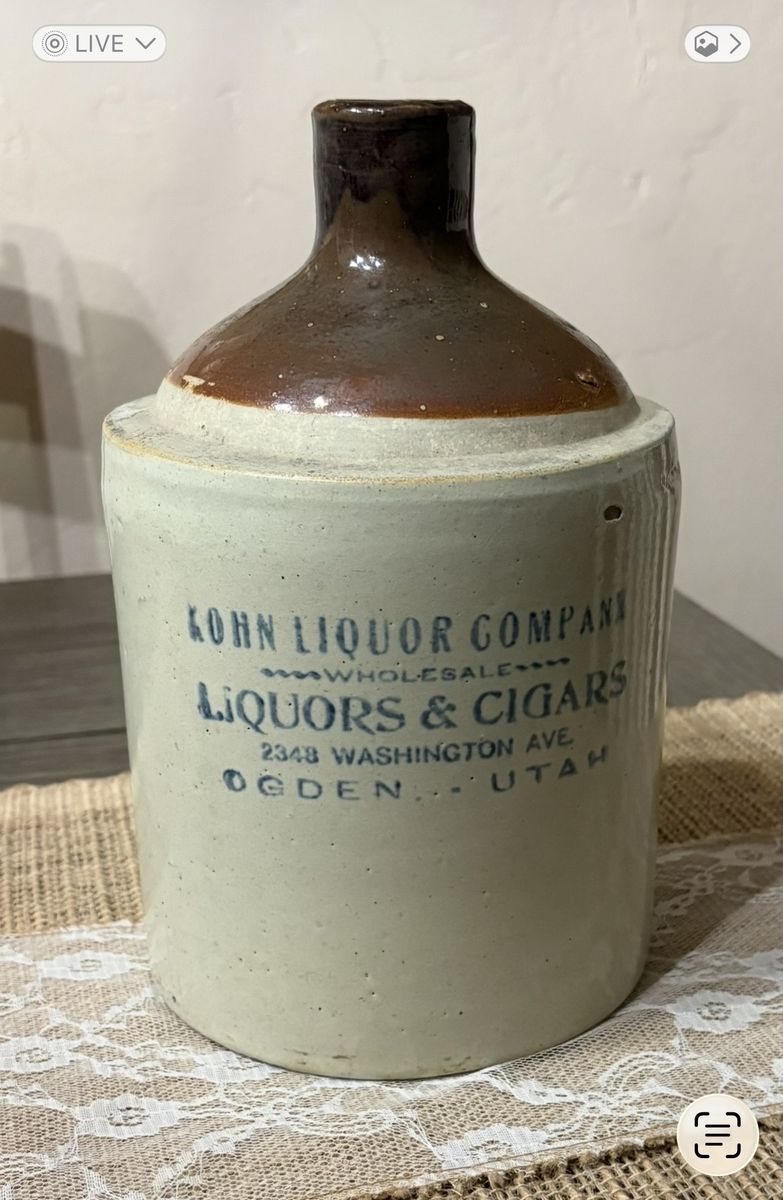 LIVE
KOHN LIQUOR COMPANY
WHOLESALE
LIQUORS & CIGARS
2348 WASHINGTON AVE.
OGDEN. - UTAH